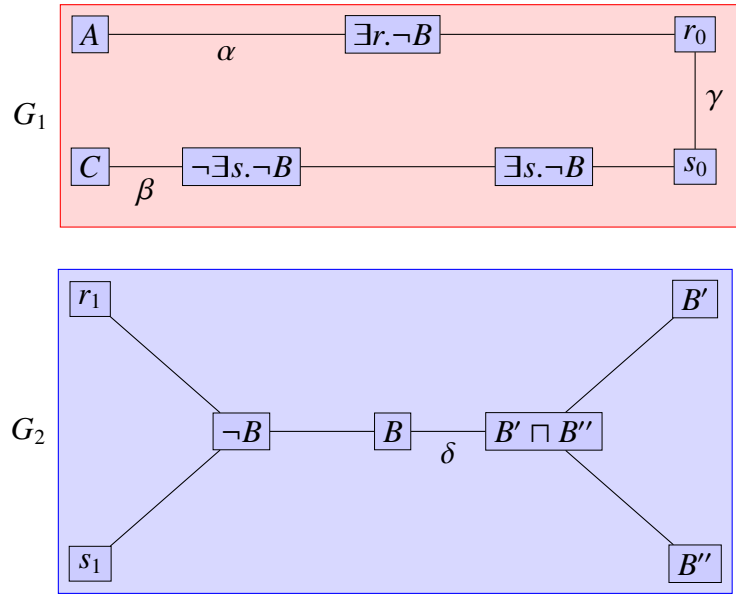 A ∃r.¬B r₀
α
G₁ γ
C ¬∃s.¬B ∃s.¬B s₀
β
r₁ B′
G₂ ¬B B B′ ⊓ B″
δ
s₁ B″